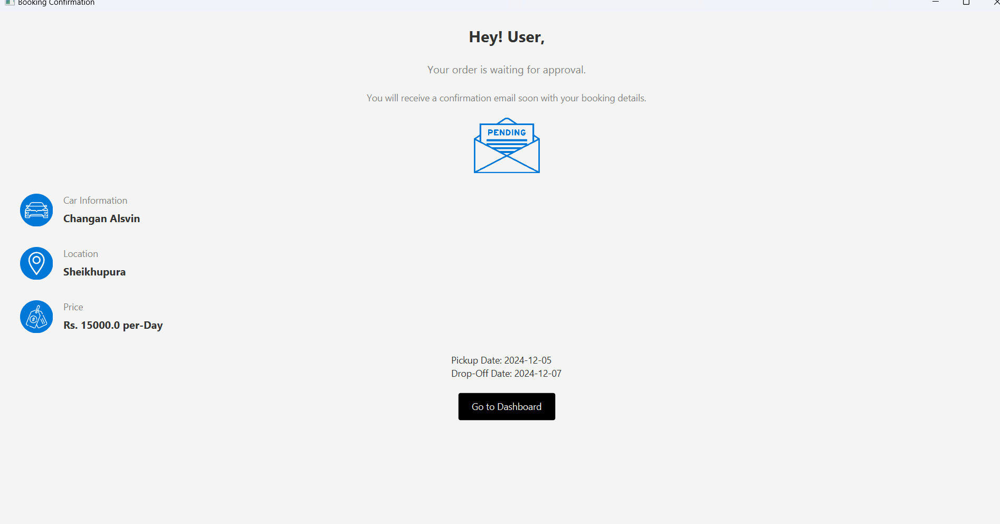 Booking Confirmation
Hey! User,
Your order is waiting for approval.
You will receive a confirmation email soon with your booking details.
PENDING
Car Information
Changan Alsvin
Location
Sheikhupura
$
Price
Rs. 15000.0 per-Day
Pickup Date: 2024-12-05
Drop-Off Date: 2024-12-07
Go to Dashboard